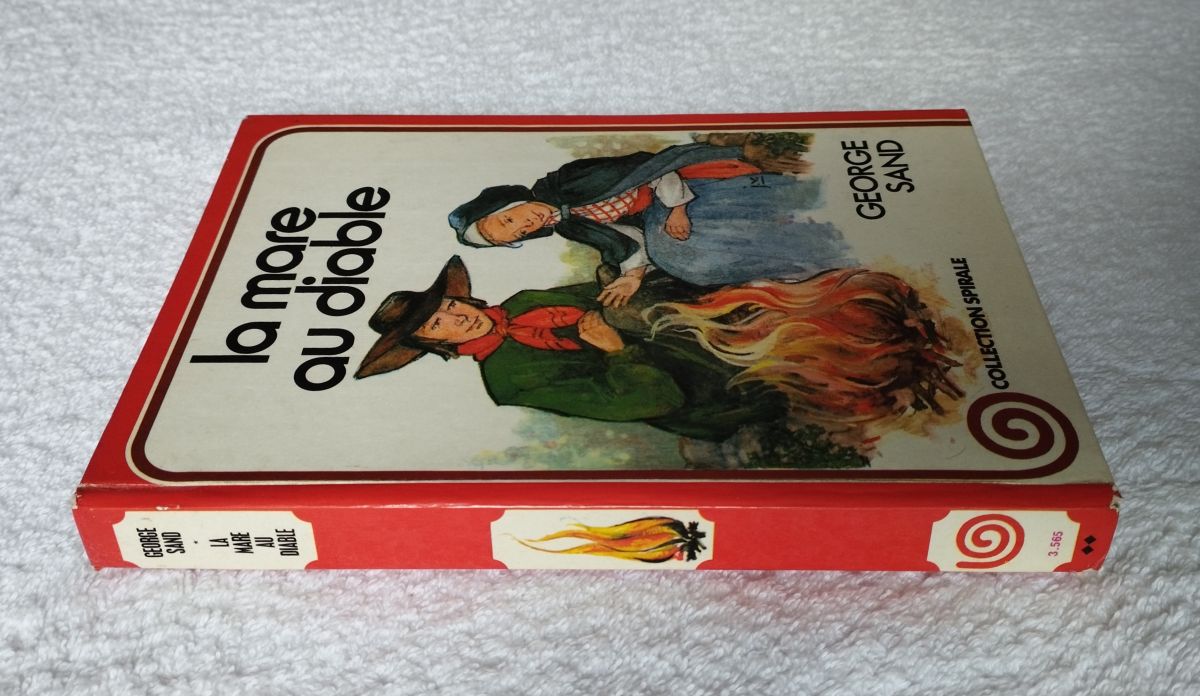 la mare
au diable
GEORGE
SAND
COLLECTION SPIRALE
GEORGE
SAND
*
LA
MARE
AU
DIABLE
3.565